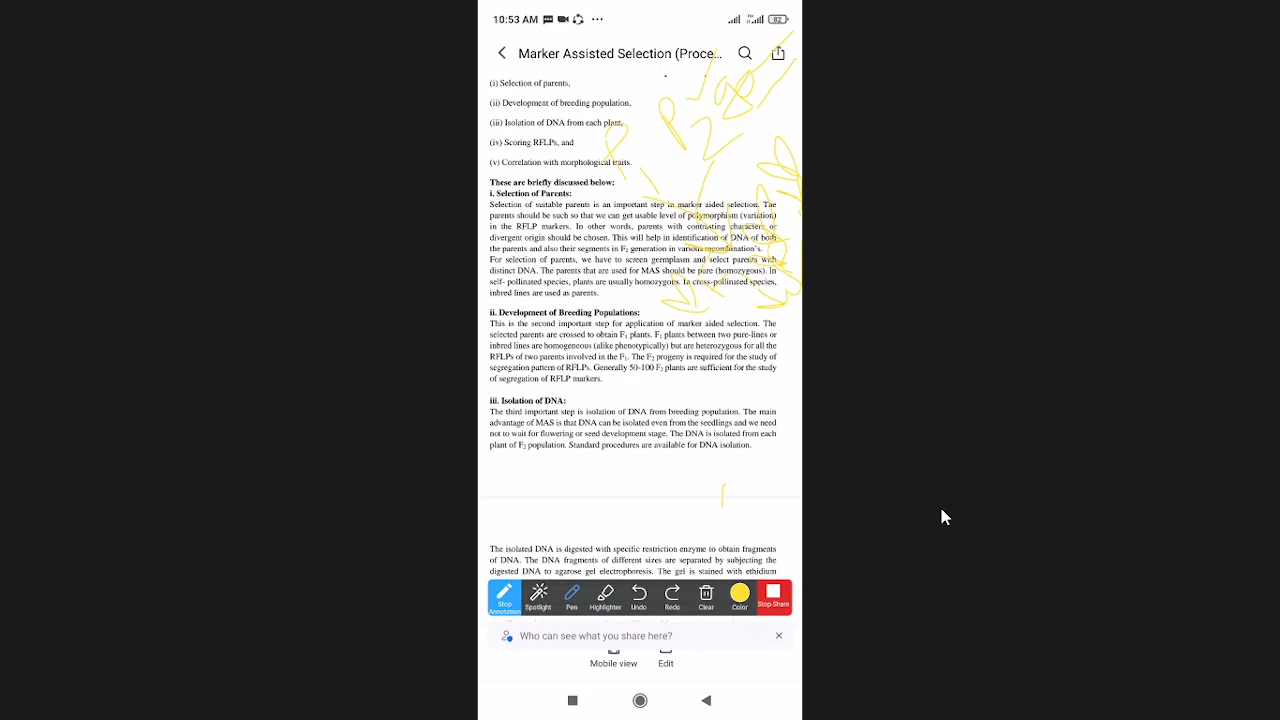 10:53 AM
82
Marker Assisted Selection (Proce...
(i) Selection of parents,
(ii) Development of breeding population,
(iii) Isolation of DNA from each plant,
(iv) Scoring RFLPs, and
(v) Correlation with morphological traits.
These are briefly discussed below:
i. Selection of Parents:
Selection of suitable parents is an important step in marker aided selection. The
parents should be such so that we can get usable level of polymorphism (variation)
in the RFLP markers. In other words, parents with contrasting characters or
divergent origin should be chosen. This will help in identification of DNA of both
the parents and also their segments in F2 generation in various recombination's.
For selection of parents, we have to screen germplasm and select parents with
distinct DNA. The parents that are used for MAS should be pure (homozygous). In
self- pollinated species, plants are usually homozygous. In cross-pollinated species,
inbred lines are used as parents.
ii. Development of Breeding Populations:
This is the second important step for application of marker aided selection. The
selected parents are crossed to obtain F1 plants. F1 plants between two pure-lines or
inbred lines are homogeneous (alike phenotypically) but are heterozygous for all the
RFLPs of two parents involved in the F1. The F2 progeny is required for the study of
segregation pattern of RFLPs. Generally 50-100 F2 plants are sufficient for the study
of segregation of RFLP markers.
iii. Isolation of DNA:
The third important step is isolation of DNA from breeding population. The main
advantage of MAS is that DNA can be isolated even from the seedlings and we need
not to wait for flowering or seed development stage. The DNA is isolated from each
plant of F2 population. Standard procedures are available for DNA isolation.
The isolated DNA is digested with specific restriction enzyme to obtain fragments
of DNA. The DNA fragments of different sizes are separated by subjecting the
digested DNA to agarose gel electrophoresis. The gel is stained with ethidium
Stop Annotation Spotlight Pen Highlighter Undo Redo Clear Color Stop Share
Who can see what you share here?
Mobile view Edit